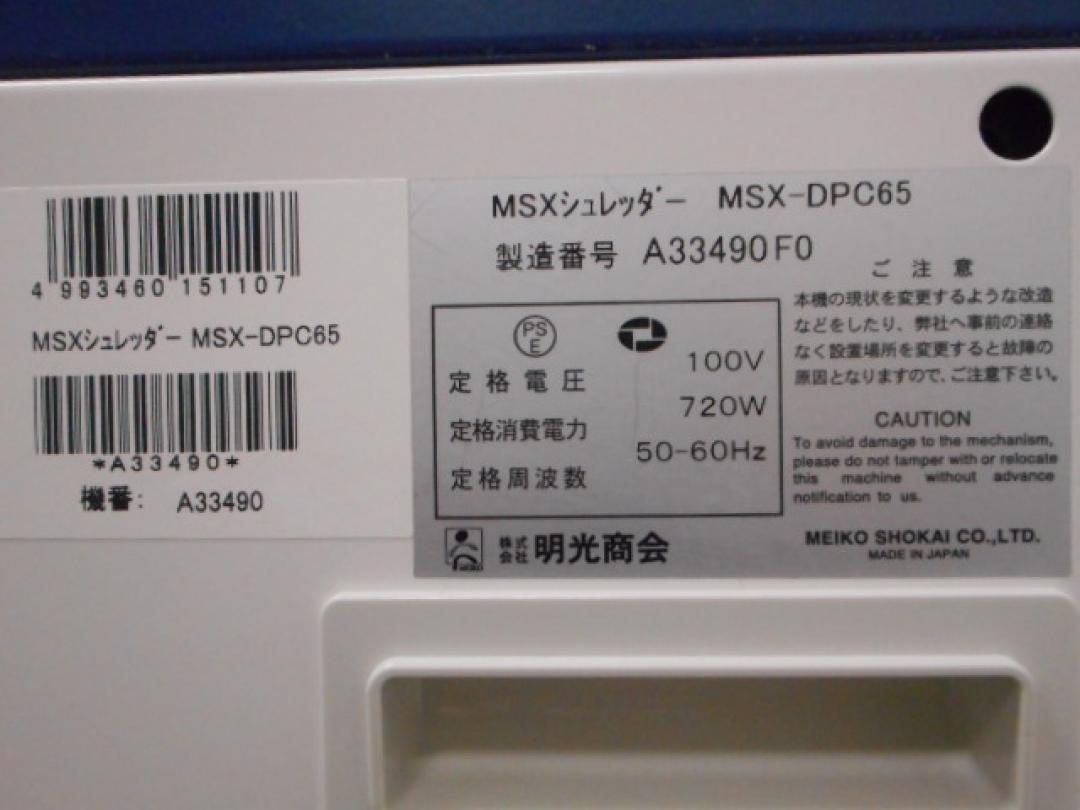 4 993460 151107
MSXシュレッダー MSX-DPC65
*A33490*
機番: A33490
MSXシュレッダー MSX-DPC65
製造番号 A33490F0
PS
E
定格電圧 100V
定格消費電力 720W
定格周波数 50-60Hz
ご注意
本機の現状を変更するような改造
などをしたり、弊社へ事前の連絡
なく設置場所を変更すると故障の
原因となりますので、ご注意下さい。
CAUTION
To avoid damage to the mechanism,
please do not tamper with or relocate
this machine without advance
notification to us.
株式会社 明光商会
MEIKO SHOKAI CO.,LTD.
MADE IN JAPAN